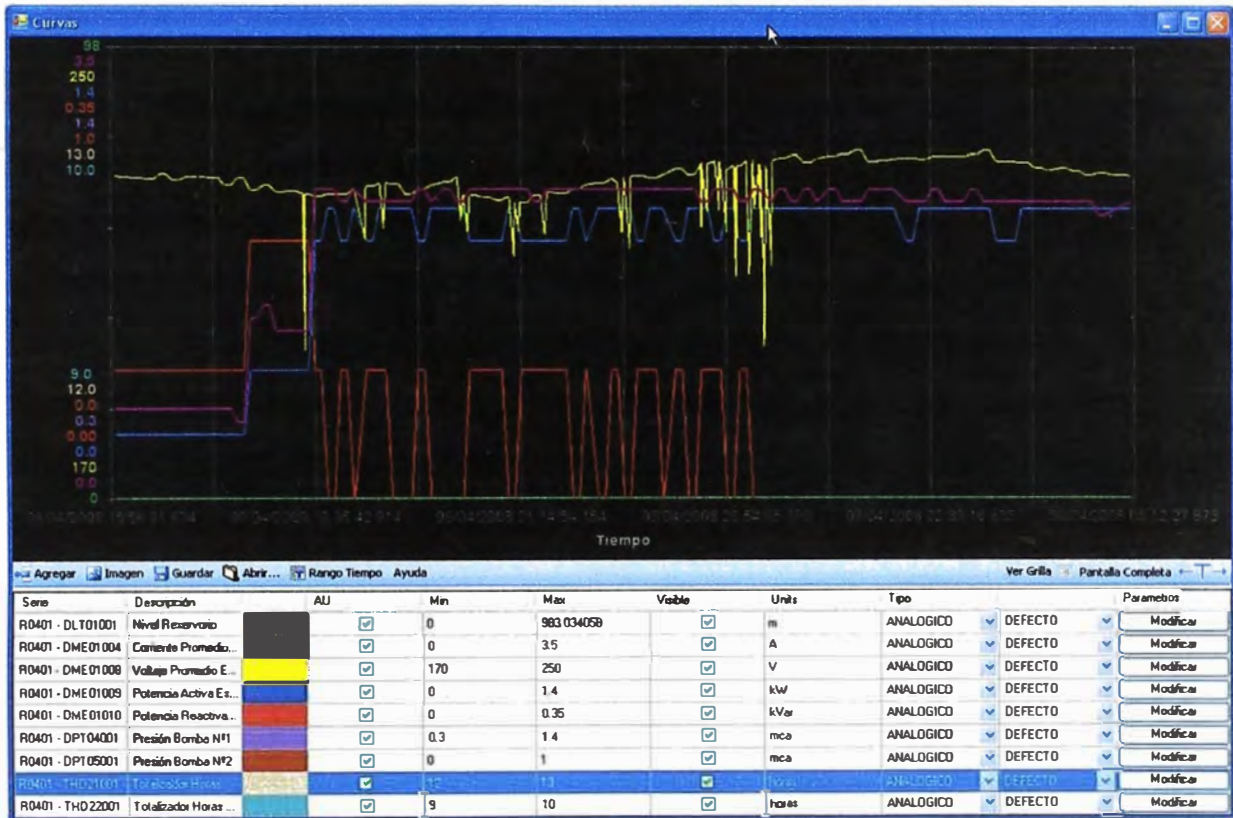 Curvas
98
3.5
250
1.4
0.35
1.4
1.0
13.0
10.0
9.0
12.0
0.0
0.3
0.00
0.0
170
0.0
0
Tiempo
Agregar Imagen Guardar Abrir... Rango Tiempo Ayuda Ver Grilla Pantalla Completa
Serie Descripción AU Min Max Visible Units Tipo Parametros
R0401 - DLT01001 Nivel Reservorio 0 983.034058 m ANALOGICO DEFECTO Modificar
R0401 - DME01004 Corriente Promedio... 0 3.5 A ANALOGICO DEFECTO Modificar
R0401 - DME01008 Voltaje Promedio E... 170 250 V ANALOGICO DEFECTO Modificar
R0401 - DME01009 Potencia Activa Es... 0 1.4 kW ANALOGICO DEFECTO Modificar
R0401 - DME01010 Potencia Reactiva... 0 0.35 kVar ANALOGICO DEFECTO Modificar
R0401 - DPT04001 Presión Bomba Nº1 0.3 1.4 mca ANALOGICO DEFECTO Modificar
R0401 - DPT05001 Presión Bomba Nº2 0 1 mca ANALOGICO DEFECTO Modificar
R0401 - THD21001 Totalizador Horas 12 13 horas ANALOGICO DEFECTO Modificar
R0401 - THD22001 Totalizador Horas ... 9 10 horas ANALOGICO DEFECTO Modificar